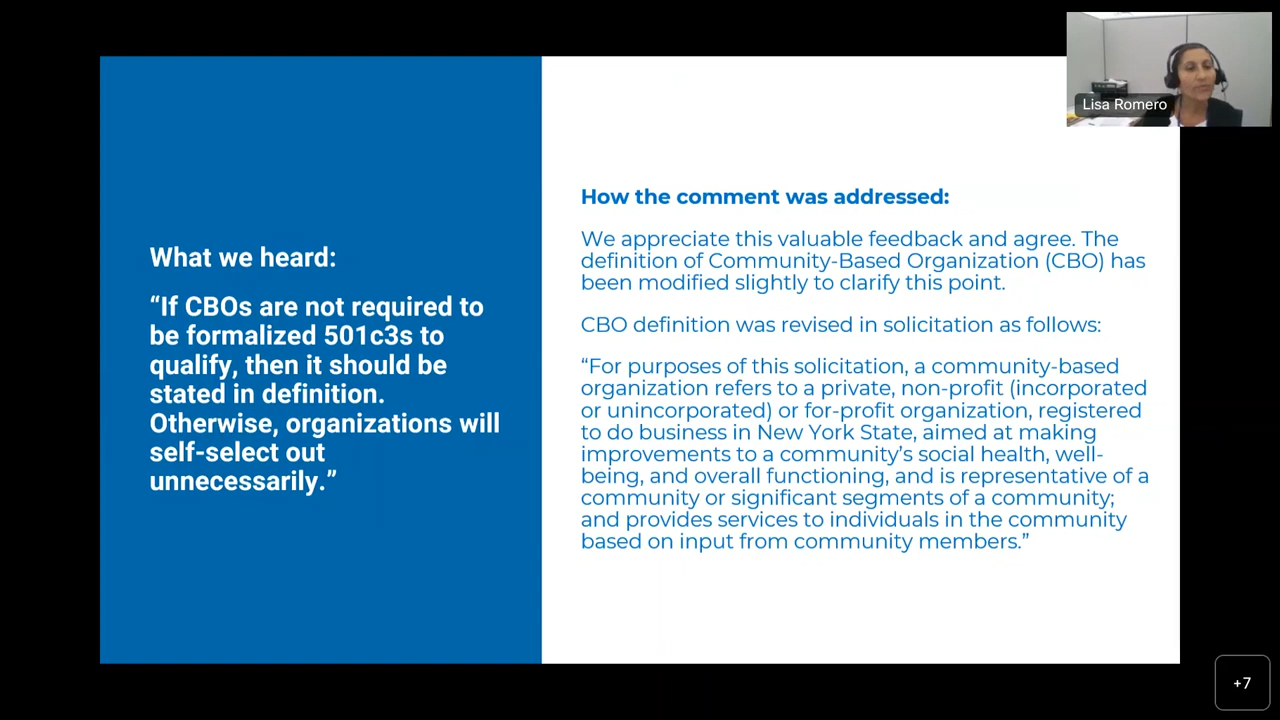 What we heard:
“If CBOs are not required to
be formalized 501c3s to
qualify, then it should be
stated in definition.
Otherwise, organizations will
self-select out
unnecessarily.”
How the comment was addressed:
We appreciate this valuable feedback and agree. The
definition of Community-Based Organization (CBO) has
been modified slightly to clarify this point.
CBO definition was revised in solicitation as follows:
“For purposes of this solicitation, a community-based
organization refers to a private, non-profit (incorporated
or unincorporated) or for-profit organization, registered
to do business in New York State, aimed at making
improvements to a community’s social health, well-
being, and overall functioning, and is representative of a
community or significant segments of a community;
and provides services to individuals in the community
based on input from community members.”
Lisa Romero
+7